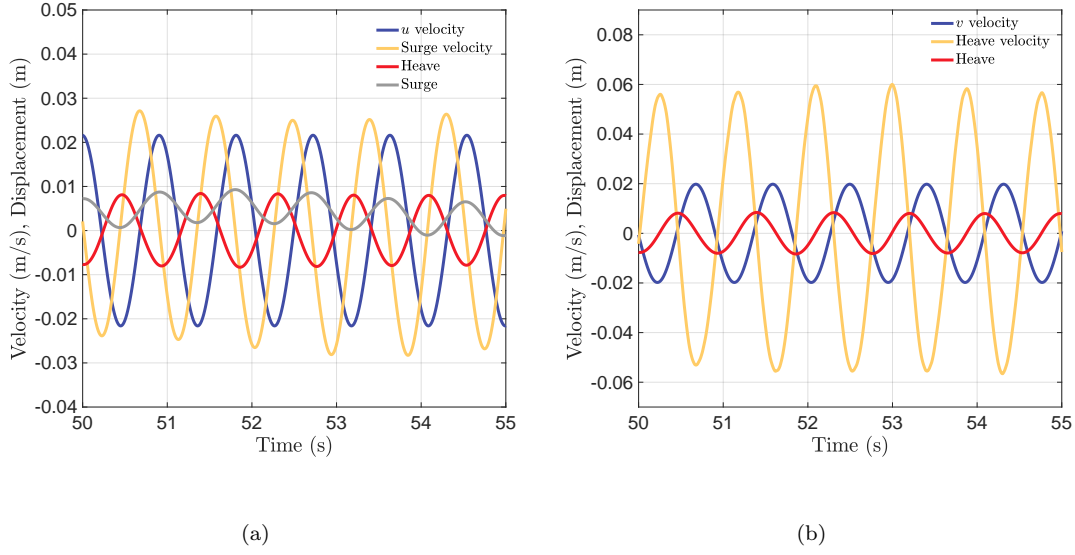 0.05
0.04
0.03
0.02
0.01
0
-0.01
-0.02
-0.03
-0.04
Velocity (m/s), Displacement (m)
u velocity
Surge velocity
Heave
Surge
50 51 52 53 54 55
Time (s)
(a)
0.08
0.06
0.04
0.02
0
-0.02
-0.04
-0.06
Velocity (m/s), Displacement (m)
v velocity
Heave velocity
Heave
50 51 52 53 54 55
Time (s)
(b)